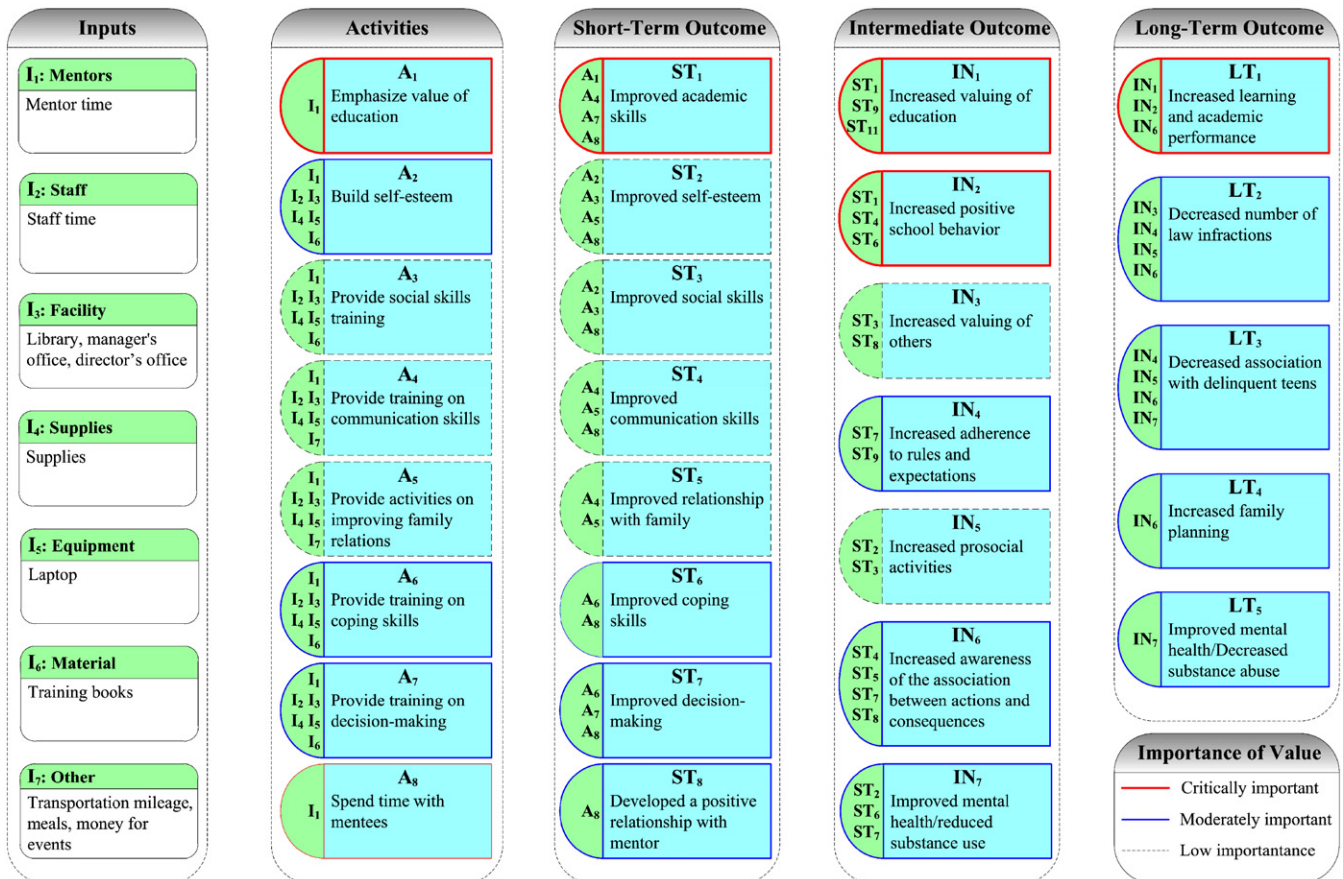 Inputs
I₁: Mentors
Mentor time
I₂: Staff
Staff time
I₃: Facility
Library, manager's
office, director's office
I₄: Supplies
Supplies
I₅: Equipment
Laptop
I₆: Material
Training books
I₇: Other
Transportation mileage,
meals, money for
events
Activities
A₁
I₁
Emphasize value of
education
A₂
I₁
I₂ I₃
I₄ I₅
I₆
Build self-esteem
A₃
I₁
I₂ I₃
I₄ I₅
I₆
Provide social skills
training
A₄
I₁
I₂ I₃
I₄ I₅
I₇
Provide training on
communication skills
A₅
I₁
I₂ I₃
I₄ I₅
I₇
Provide activities on
improving family
relations
A₆
I₁
I₂ I₃
I₄ I₅
I₆
Provide training on
coping skills
A₇
I₁
I₂ I₃
I₄ I₅
I₆
Provide training on
decision-making
A₈
I₁
Spend time with
mentees
Short-Term Outcome
ST₁
A₁
A₄
A₇
A₈
Improved academic
skills
ST₂
A₂
A₃
A₅
A₈
Improved self-esteem
ST₃
A₂
A₃
A₈
Improved social skills
ST₄
A₄
A₅
A₈
Improved
communication skills
ST₅
A₄
A₅
Improved relationship
with family
ST₆
A₆
A₈
Improved coping
skills
ST₇
A₆
A₇
A₈
Improved decision-
making
ST₈
A₈
Developed a positive
relationship with
mentor
Intermediate Outcome
IN₁
ST₁
ST₉
ST₁₁
Increased valuing of
education
IN₂
ST₁
ST₄
ST₆
Increased positive
school behavior
IN₃
ST₃
ST₈
Increased valuing of
others
IN₄
ST₇
ST₉
Increased adherence
to rules and
expectations
IN₅
ST₂
ST₃
Increased prosocial
activities
IN₆
ST₄
ST₅
ST₇
ST₈
Increased awareness
of the association
between actions and
consequences
IN₇
ST₂
ST₆
ST₇
Improved mental
health/reduced
substance use
Long-Term Outcome
LT₁
IN₁
IN₂
IN₆
Increased learning
and academic
performance
LT₂
IN₃
IN₄
IN₅
IN₆
Decreased number of
law infractions
LT₃
IN₄
IN₅
IN₆
IN₇
Decreased association
with delinquent teens
LT₄
IN₆
Increased family
planning
LT₅
IN₇
Improved mental
health/Decreased
substance abuse
Importance of Value
Critically important
Moderately important
Low importantance